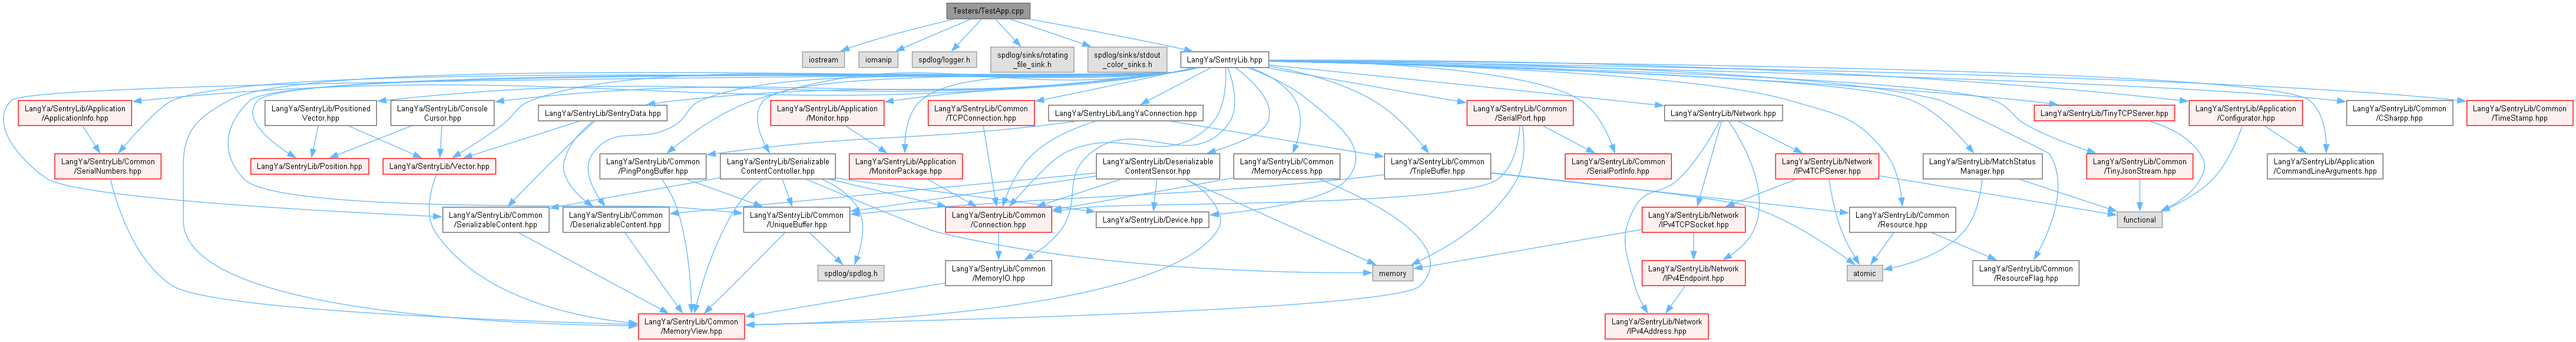 Testers/TestApp.cpp
iostream
iomanip
spdlog/logger.h
spdlog/sinks/rotating
_file_sink.h
spdlog/sinks/stdout
_color_sinks.h
LangYa/SentryLib.hpp
LangYa/SentryLib/Application
/ApplicationInfo.hpp
LangYa/SentryLib/Positioned
Vector.hpp
LangYa/SentryLib/Console
Cursor.hpp
LangYa/SentryLib/SentryData.hpp
LangYa/SentryLib/Application
/Monitor.hpp
LangYa/SentryLib/Common
/TCPConnection.hpp
LangYa/SentryLib/LangYaConnection.hpp
LangYa/SentryLib/Common
/SerialPort.hpp
LangYa/SentryLib/Network.hpp
LangYa/SentryLib/TinyTCPServer.hpp
LangYa/SentryLib/Application
/Configurator.hpp
LangYa/SentryLib/Common
/CSharpp.hpp
LangYa/SentryLib/Common
/TimeStamp.hpp
LangYa/SentryLib/Common
/SerialNumbers.hpp
LangYa/SentryLib/Position.hpp
LangYa/SentryLib/Vector.hpp
LangYa/SentryLib/Common
/PingPongBuffer.hpp
LangYa/SentryLib/Serializable
ContentController.hpp
LangYa/SentryLib/Application
/MonitorPackage.hpp
LangYa/SentryLib/Deserializable
ContentSensor.hpp
LangYa/SentryLib/Common
/MemoryAccess.hpp
LangYa/SentryLib/Common
/TripleBuffer.hpp
LangYa/SentryLib/Common
/SerialPortInfo.hpp
LangYa/SentryLib/Network
/IPv4TCPServer.hpp
LangYa/SentryLib/MatchStatus
Manager.hpp
LangYa/SentryLib/Common
/TinyJsonStream.hpp
LangYa/SentryLib/Application
/CommandLineArguments.hpp
LangYa/SentryLib/Common
/SerializableContent.hpp
LangYa/SentryLib/Common
/DeserializableContent.hpp
LangYa/SentryLib/Common
/UniqueBuffer.hpp
LangYa/SentryLib/Common
/Connection.hpp
LangYa/SentryLib/Device.hpp
LangYa/SentryLib/Network
/IPv4TCPSocket.hpp
LangYa/SentryLib/Common
/Resource.hpp
functional
spdlog/spdlog.h
LangYa/SentryLib/Common
/MemoryIO.hpp
memory
LangYa/SentryLib/Network
/IPv4Endpoint.hpp
atomic
LangYa/SentryLib/Common
/ResourceFlag.hpp
LangYa/SentryLib/Common
/MemoryView.hpp
LangYa/SentryLib/Network
/IPv4Address.hpp